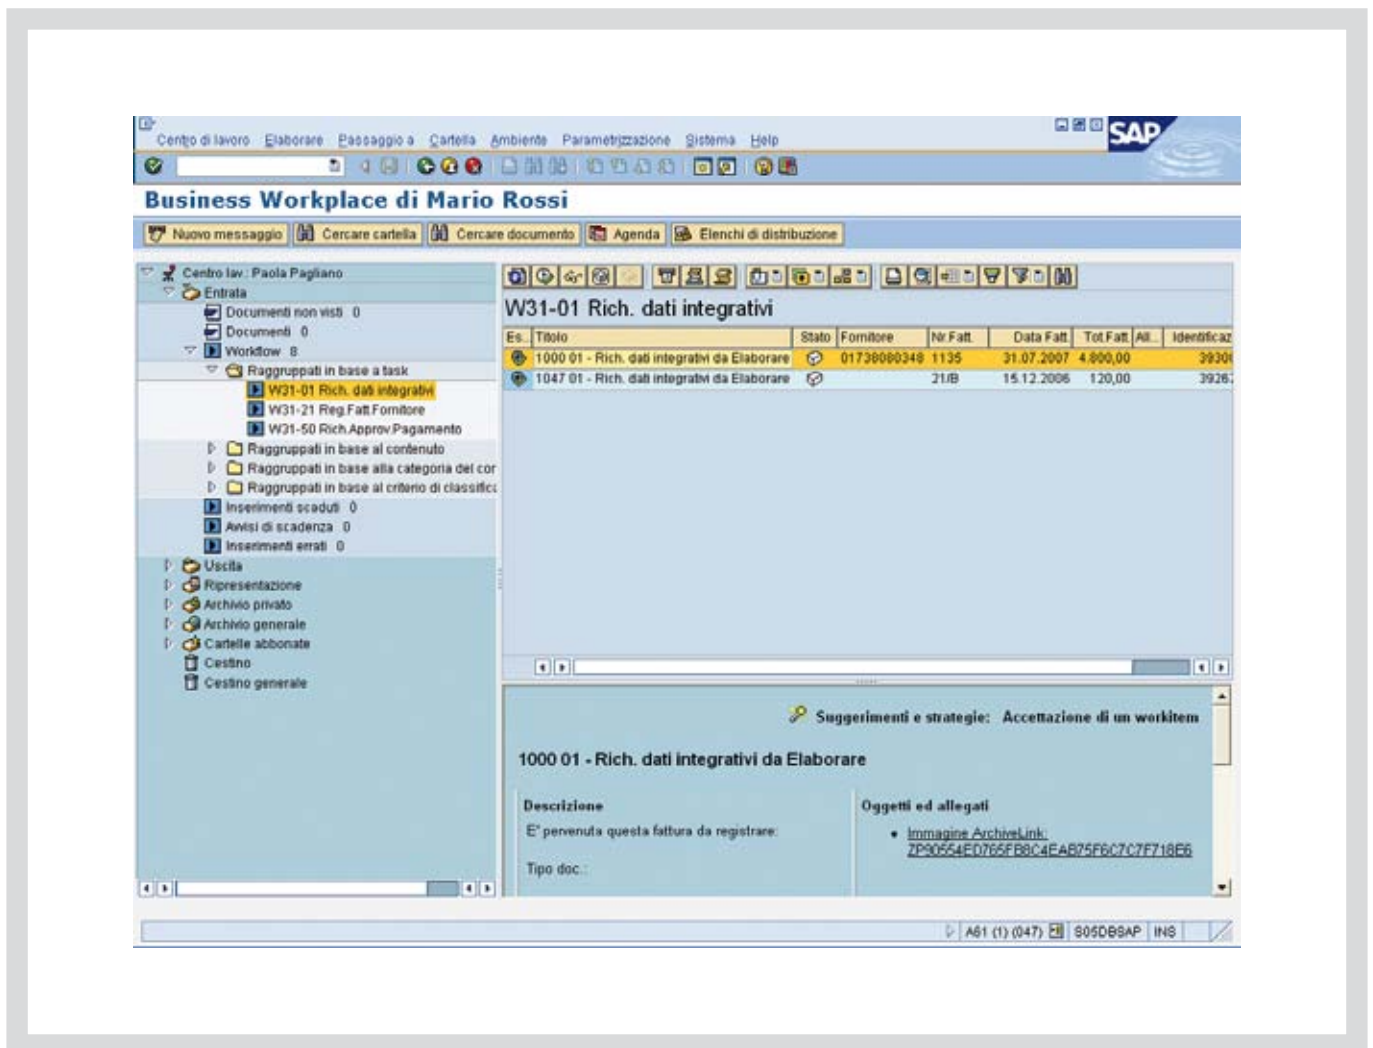 Centro di lavoro Elaborare Passaggio a Cartella Ambiente Parametrizzazione Sistema Help
SAP
Business Workplace di Mario Rossi
Nuovo messaggio Cercare cartella Cercare documento Agenda Elenchi di distribuzione
Centro lav.: Paola Pagliano
Entrata
Documenti non visti 0
Documenti 0
Workflow 8
Raggruppati in base a task
W31-01 Rich. dati integrativi
W31-21 Reg.Fatt.Fornitore
W31-50 Rich.Approv.Pagamento
Raggruppati in base al contenuto
Raggruppati in base alla categoria del cor
Raggruppati in base al criterio di classifica
Inserimenti scaduti 0
Avvisi di scadenza 0
Inserimenti errati 0
Uscita
Ripresentazione
Archivio privato
Archivio generale
Cartelle abbonate
Cestino
Cestino generale
W31-01 Rich. dati integrativi
Es... Titolo Stato Fornitore Nr.Fatt. Data Fatt. Tot.Fatt. All... Identificaz
1000 01 - Rich. dati integrativi da Elaborare 01738080348 1135 31.07.2007 4.800,00
1047 01 - Rich. dati integrativi da Elaborare 21/B 15.12.2006 120,00
Suggerimenti e strategie: Accettazione di un workitem
1000 01 - Rich. dati integrativi da Elaborare
Descrizione
E' pervenuta questa fattura da registrare:
Tipo doc.:
Oggetti ed allegati
• Immagine ArchiveLink:
ZP90554ED765FB8C4EAB75F6C7C7F718E6
A61 (1) (047) S05DBSAP INS